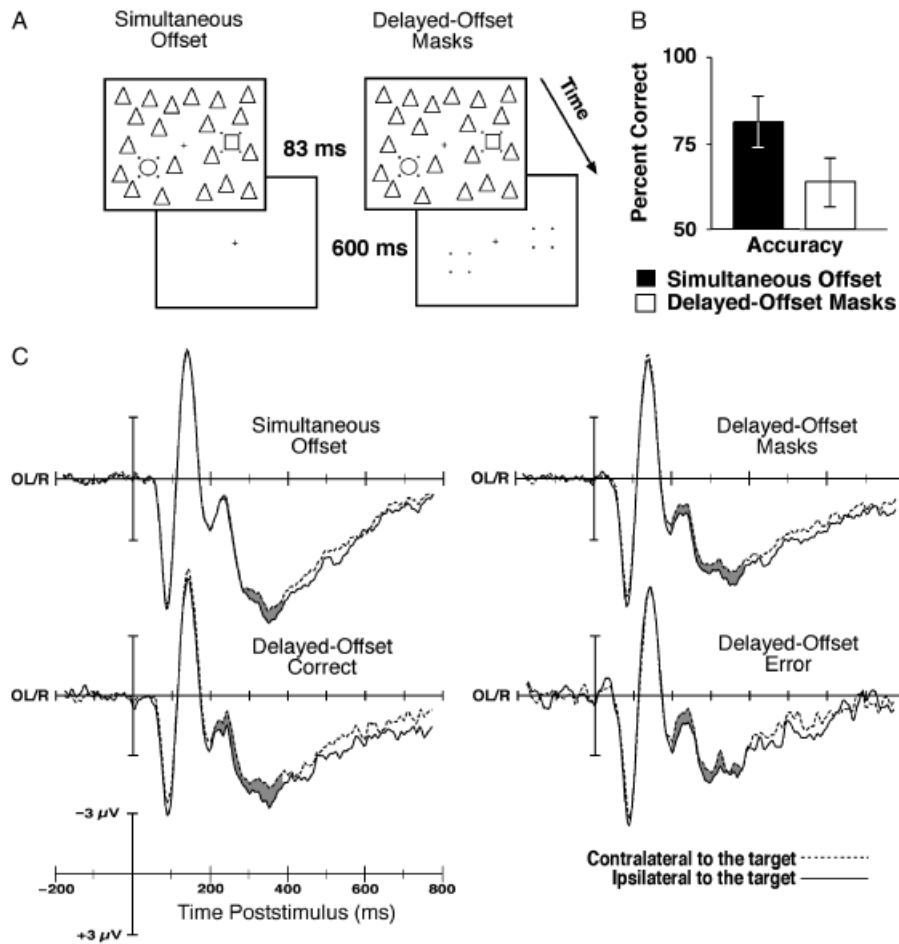 A
Simultaneous
Offset
Delayed-Offset
Masks
83 ms
600 ms
Time
B
Percent Correct
100
75
50
Accuracy
Simultaneous Offset
Delayed-Offset Masks
C
OL/R
Simultaneous
Offset
OL/R
Delayed-Offset
Masks
OL/R
Delayed-Offset
Correct
OL/R
Delayed-Offset
Error
−3 µV
+3 µV
−200 0 200 400 600 800
Time Poststimulus (ms)
Contralateral to the target
Ipsilateral to the target